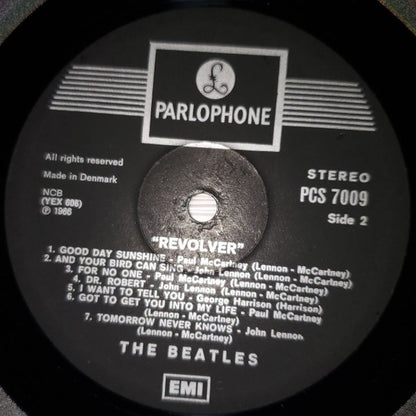 £
PARLOPHONE
All rights reserved
Made in Denmark
NCB
(YEX 606)
℗ 1966
STEREO
PCS 7009
Side 2
"REVOLVER"
1. GOOD DAY SUNSHINE - Paul McCartney (Lennon - McCartney)
2. AND YOUR BIRD CAN SING - John Lennon (Lennon - McCartney)
3. FOR NO ONE - Paul McCartney (Lennon - McCartney)
4. DR. ROBERT - John Lennon (Lennon - McCartney)
5. I WANT TO TELL YOU - George Harrison (Harrison)
6. GOT TO GET YOU INTO MY LIFE - Paul McCartney
(Lennon - McCartney)
7. TOMORROW NEVER KNOWS - John Lennon
(Lennon - McCartney)
THE BEATLES
EMI